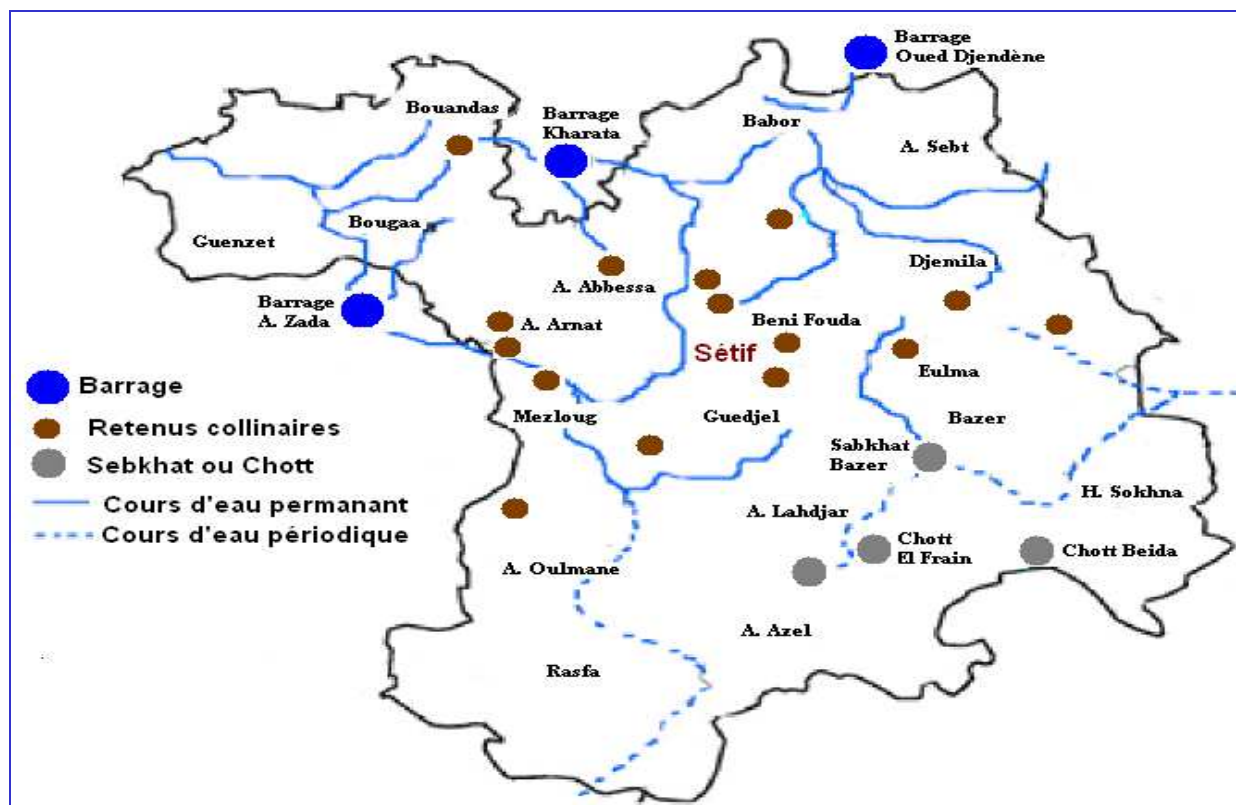 Barrage
Oued Djendène
Bouandas
Barrage
Kharata
Babor
A. Sebt
Bougaa
Guenzet
Djemila
A. Abbessa
Barrage
A. Zada
A. Arnat
Beni Fouda
Sétif
Eulma
Barrage
Mezloug
Guedjel
Bazer
Retenus collinaires
Sabkhat
Bazer
Sebkhat ou Chott
H. Sokhna
Cours d'eau permanant
A. Lahdjar
Cours d'eau périodique
Chott
El Frain
Chott Beida
A. Oulmane
A. Azel
Rasfa